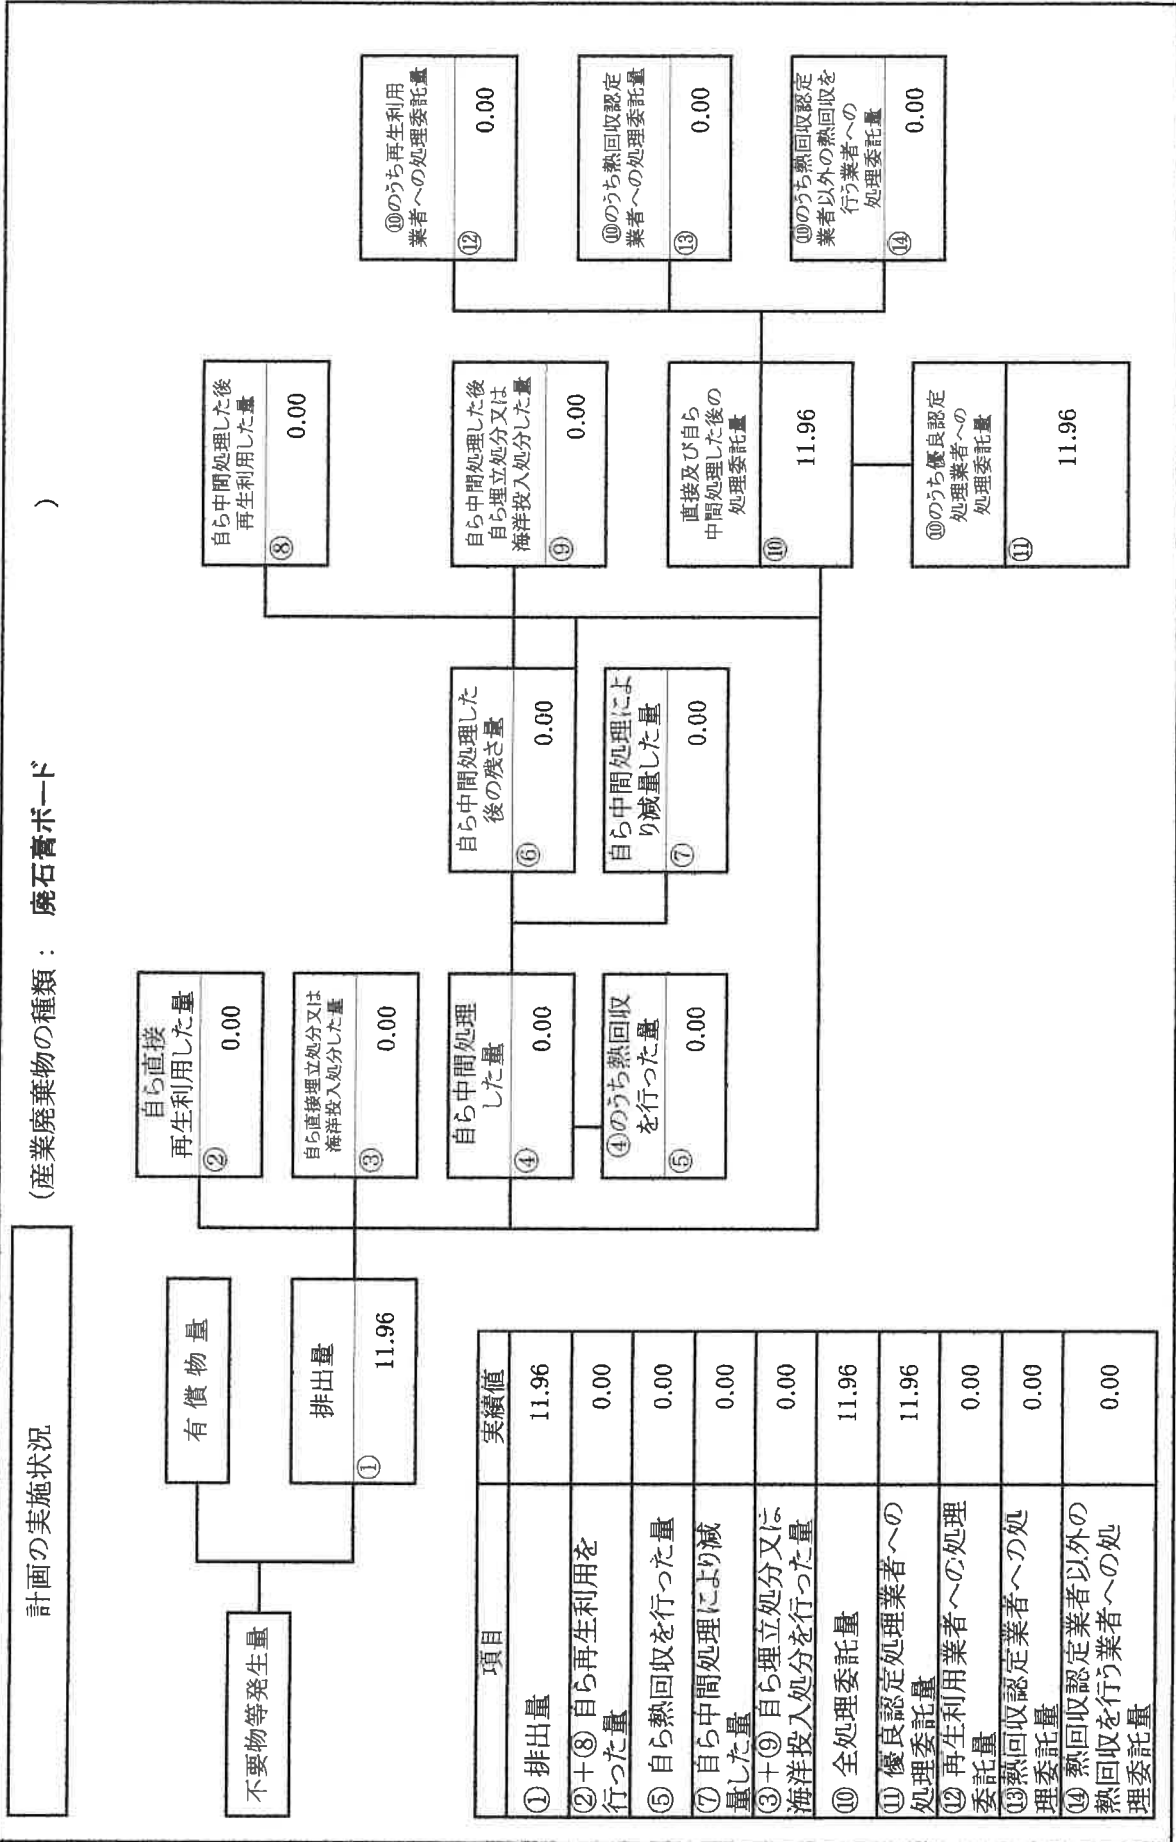 計画の実施状況
（産業廃棄物の種類： 廃石膏ボード ）
不要物等発生量
有償物量
排出量
① 11.96
自ら直接
再生利用した量
② 0.00
自ら直接埋立処分又は
海洋投入処分した量
③ 0.00
自ら中間処理
した量
④ 0.00
④のうち熱回収
を行った量
⑤ 0.00
自ら中間処理した
後の残さ量
⑥ 0.00
自ら中間処理によ
り減量した量
⑦ 0.00
自ら中間処理した後
再生利用した量
⑧ 0.00
自ら中間処理した後
自ら埋立処分又は
海洋投入処分した量
⑨ 0.00
直接及び自ら
中間処理した後の
処理委託量
⑩ 11.96
⑩のうち優良認定
処理業者への
処理委託量
⑪ 11.96
⑩のうち再生利用
業者への処理委託量
⑫ 0.00
⑩のうち熱回収認定
業者への処理委託量
⑬ 0.00
⑩のうち熱回収認定
業者以外の熱回収を
行う業者への
処理委託量
⑭ 0.00
項目 実績値
① 排出量 11.96
②＋⑧ 自ら再生利用を
行った量 0.00
⑤ 自ら熱回収を行った量 0.00
⑦ 自ら中間処理により減
量した量 0.00
③＋⑨ 自ら埋立処分又は
海洋投入処分を行った量 0.00
⑩ 全処理委託量 11.96
⑪ 優良認定処理業者への
処理委託量 11.96
⑫ 再生利用業者への処理
委託量 0.00
⑬熱回収認定業者への処
理委託量 0.00
⑭ 熱回収認定業者以外の
熱回収を行う業者への処
理委託量 0.00